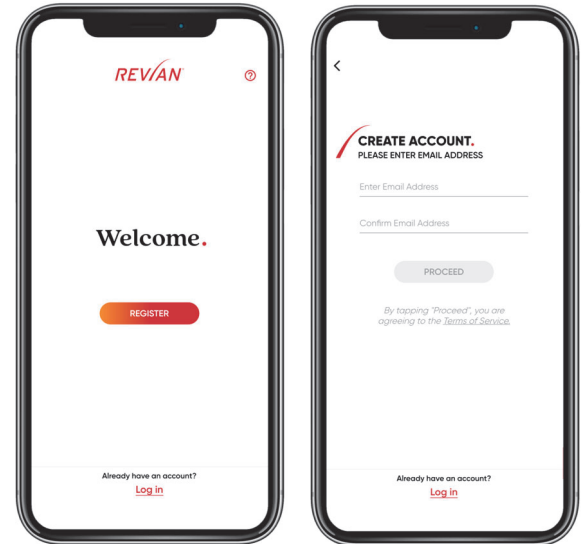 REVIAN
Welcome.
REGISTER
Already have an account?
Log in
CREATE ACCOUNT.
PLEASE ENTER EMAIL ADDRESS
Enter Email Address
Confirm Email Address
PROCEED
By tapping "Proceed", you are
agreeing to the Terms of Service.
Already have an account?
Log in